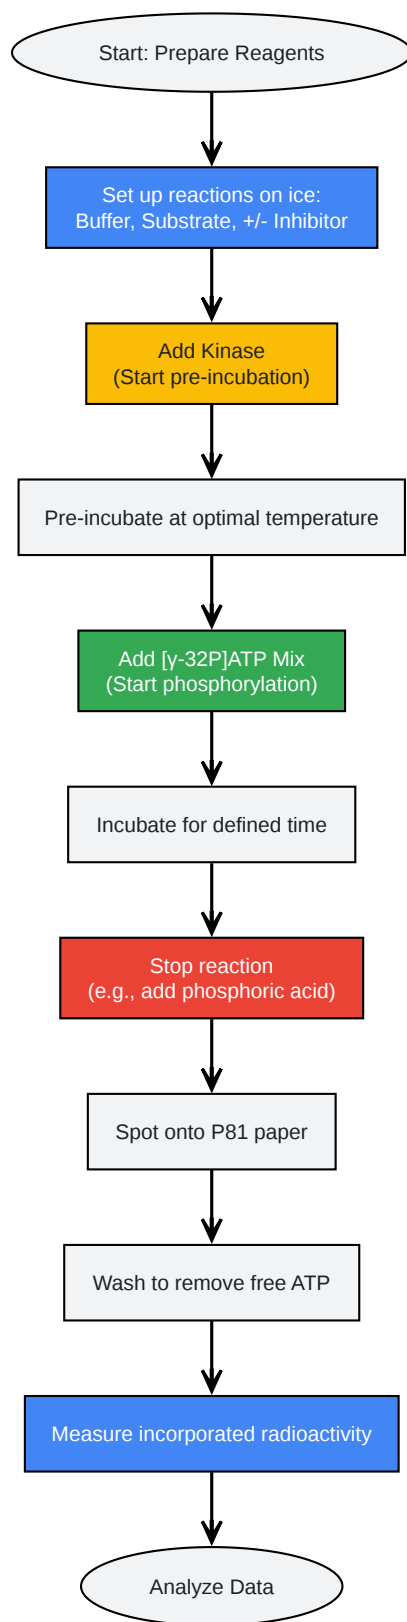 Start: Prepare Reagents
Set up reactions on ice:
Buffer, Substrate, +/- Inhibitor
Add Kinase
(Start pre-incubation)
Pre-incubate at optimal temperature
Add [γ-32P]ATP Mix
(Start phosphorylation)
Incubate for defined time
Stop reaction
(e.g., add phosphoric acid)
Spot onto P81 paper
Wash to remove free ATP
Measure incorporated radioactivity
Analyze Data